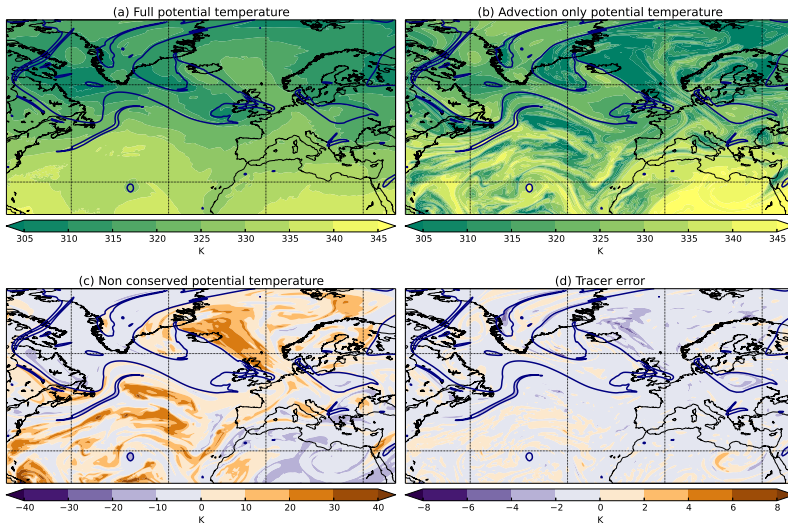 (a) Full potential temperature
(b) Advection only potential temperature
305 310 315 320 325 330 335 340 345
K
305 310 315 320 325 330 335 340 345
K
(c) Non conserved potential temperature
(d) Tracer error
−40 −30 −20 −10 0 10 20 30 40
K
−8 −6 −4 −2 0 2 4 6 8
K